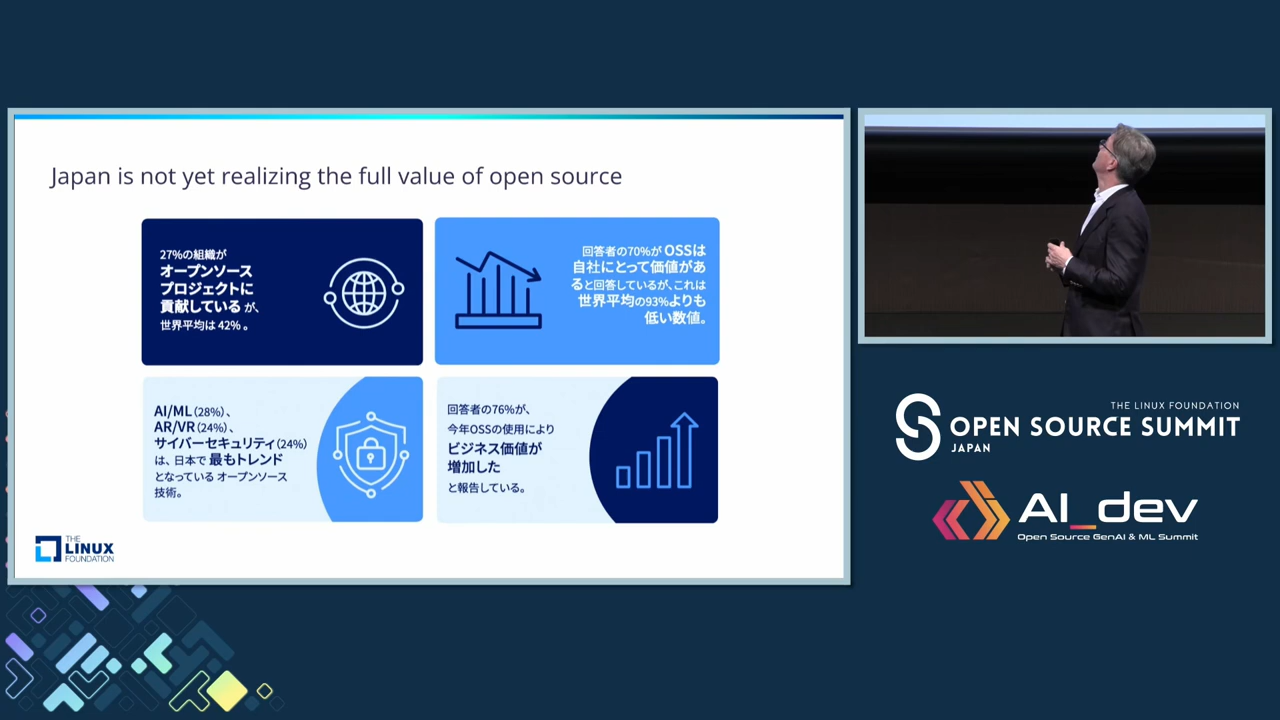 Japan is not yet realizing the full value of open source
27%の組織が
オープンソース
プロジェクトに
貢献している が、
世界平均は 42% 。
回答者の70%が OSSは
自社にとって価値があ
ると回答しているが、これは
世界平均の93%よりも
低い数値。
AI/ML (28%)、
AR/VR (24%)、
サイバーセキュリティ (24%)
は、日本で 最もトレンド
となっている オープンソース
技術。
回答者の76%が、
今年OSSの使用により
ビジネス価値が
増加した
と報告している。
THE
LINUX
FOUNDATION
THE LINUX FOUNDATION
OPEN SOURCE SUMMIT
JAPAN
AI_dev
Open Source GenAI & ML Summit